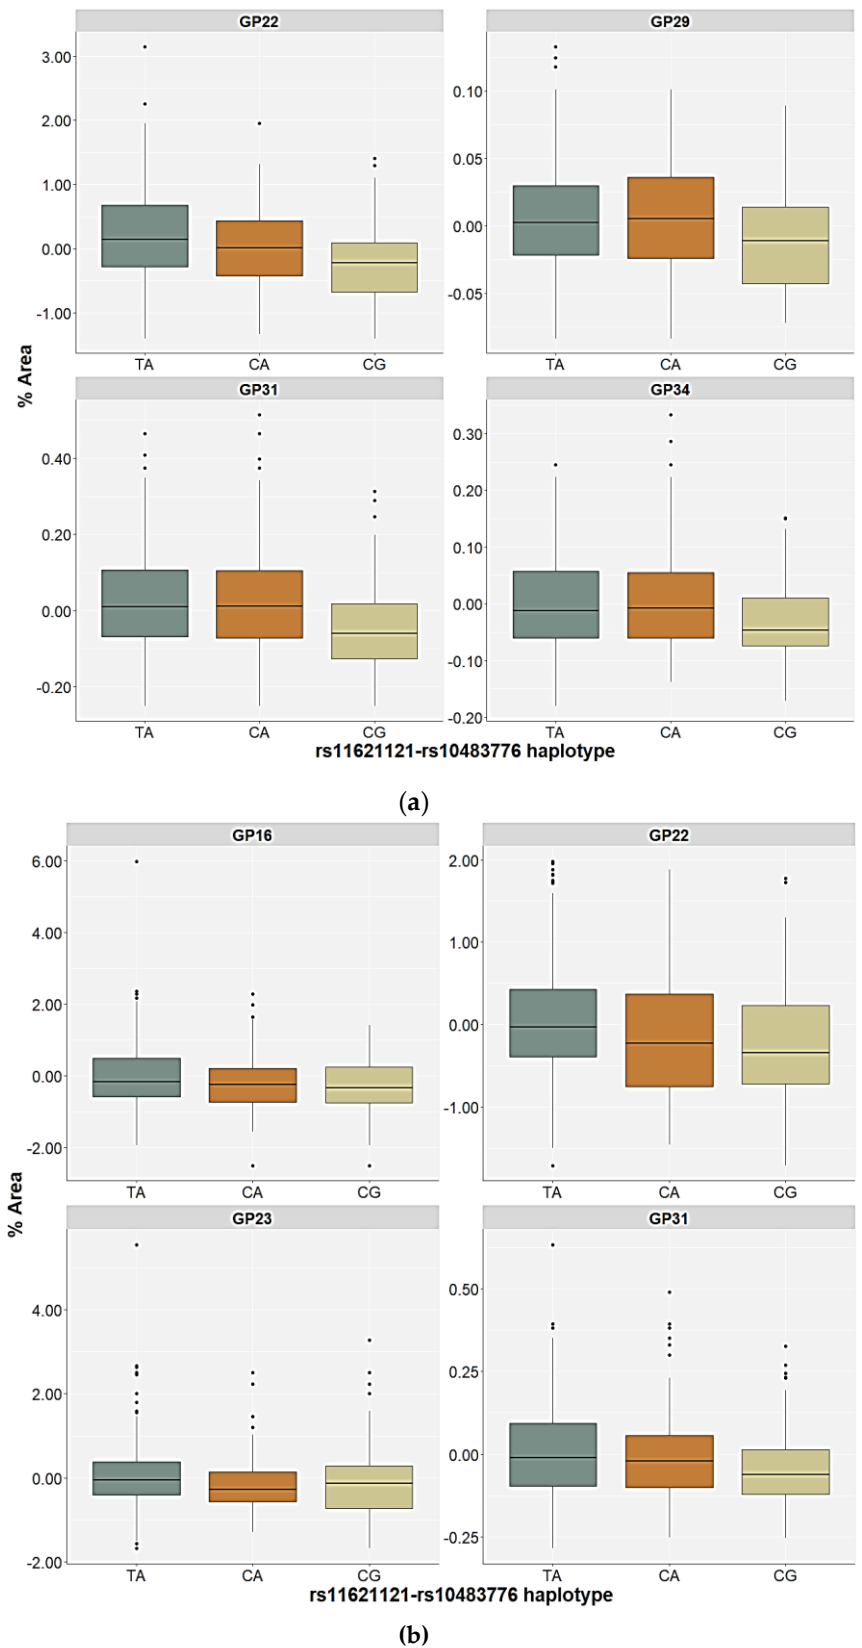 GP22 GP29
3.00
2.00
1.00
0.00
-1.00
0.10
0.05
0.00
-0.05
TA CA CG TA CA CG
% Area
GP31 GP34
0.40
0.20
0.00
-0.20
0.30
0.20
0.10
0.00
-0.10
-0.20
TA CA CG TA CA CG
rs11621121-rs10483776 haplotype
(a)
GP16 GP22
6.00
4.00
2.00
0.00
-2.00
2.00
1.00
0.00
-1.00
TA CA CG TA CA CG
% Area
GP23 GP31
4.00
2.00
0.00
-2.00
0.50
0.25
0.00
-0.25
TA CA CG TA CA CG
rs11621121-rs10483776 haplotype
(b)